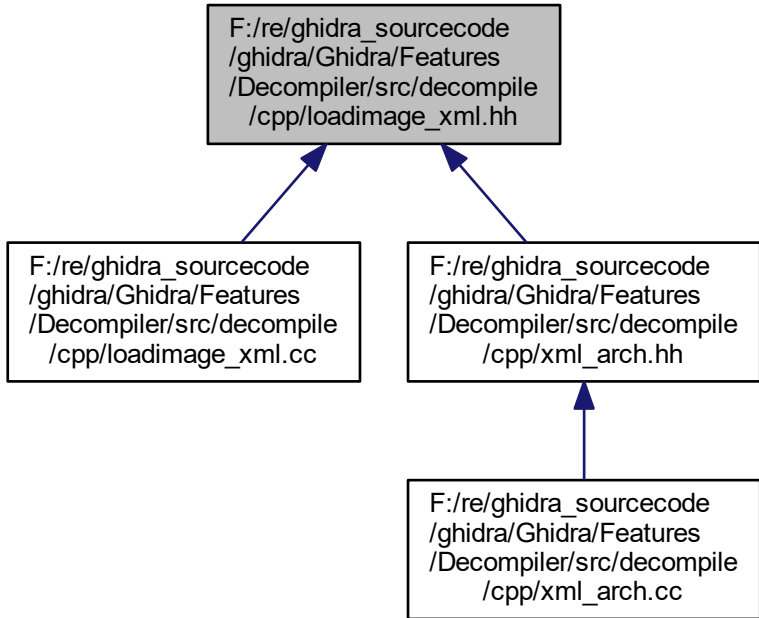 F:/re/ghidra_sourcecode
/ghidra/Ghidra/Features
/Decompiler/src/decompile
/cpp/loadimage_xml.hh
F:/re/ghidra_sourcecode
/ghidra/Ghidra/Features
/Decompiler/src/decompile
/cpp/loadimage_xml.cc
F:/re/ghidra_sourcecode
/ghidra/Ghidra/Features
/Decompiler/src/decompile
/cpp/xml_arch.hh
F:/re/ghidra_sourcecode
/ghidra/Ghidra/Features
/Decompiler/src/decompile
/cpp/xml_arch.cc